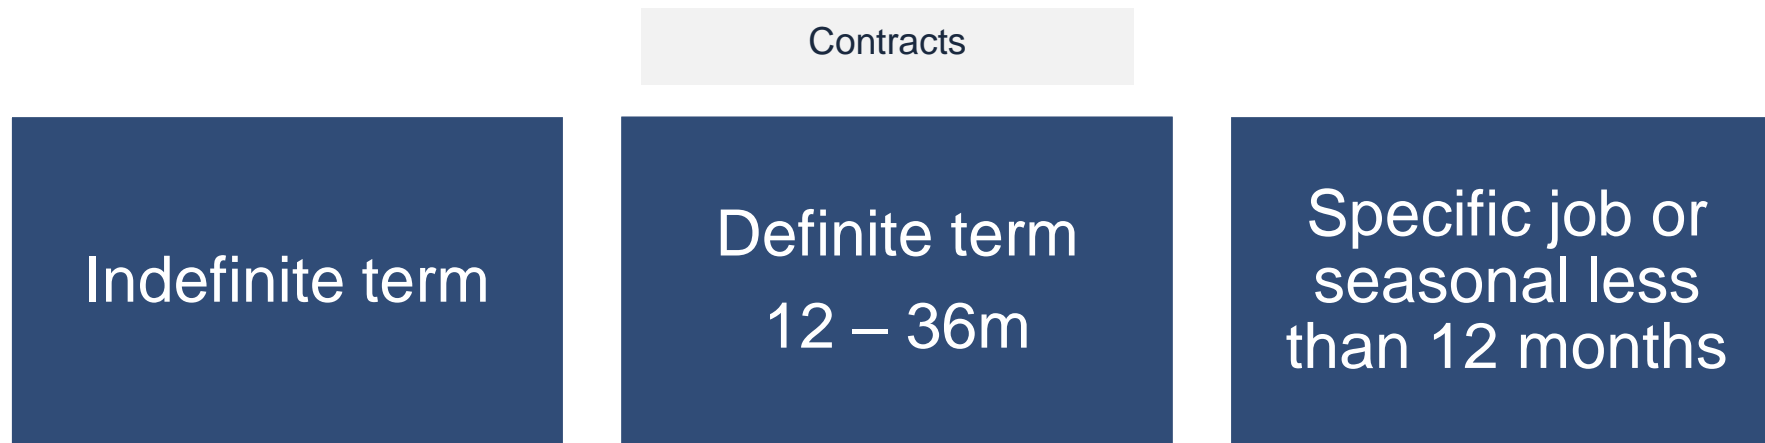 Contracts
Indefinite term
Definite term
12 – 36m
Specific job or
seasonal less
than 12 months